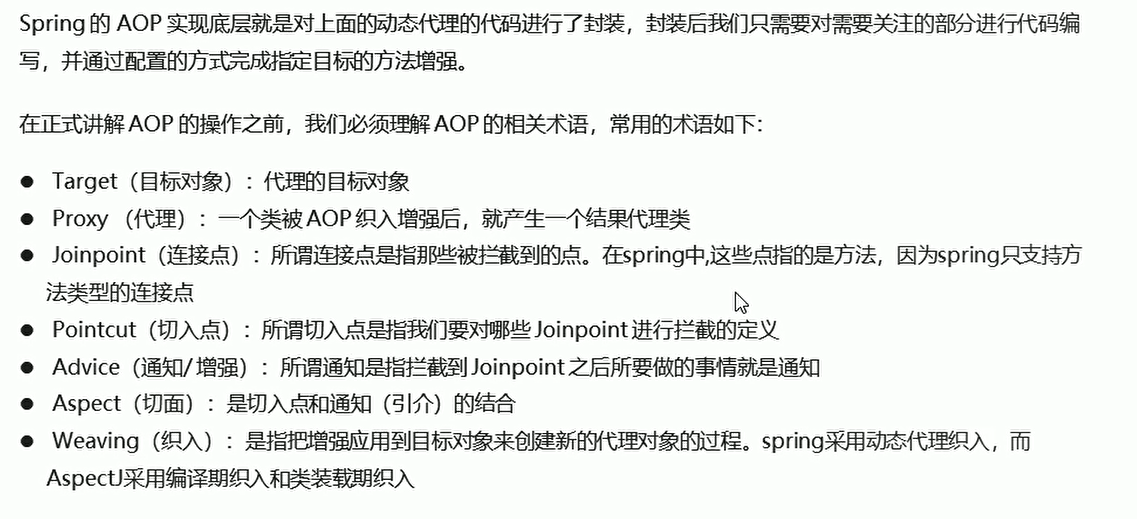 Spring 的 AOP 实现底层就是对上面的动态代理的代码进行了封装，封装后我们只需要对需要关注的部分进行代码编
写，并通过配置的方式完成指定目标的方法增强。
在正式讲解 AOP 的操作之前，我们必须理解 AOP 的相关术语，常用的术语如下：
● Target（目标对象）：代理的目标对象
● Proxy （代理）：一个类被 AOP 织入增强后，就产生一个结果代理类
● Joinpoint（连接点）：所谓连接点是指那些被拦截到的点。在spring中,这些点指的是方法，因为spring只支持方
法类型的连接点
● Pointcut（切入点）：所谓切入点是指我们要对哪些 Joinpoint 进行拦截的定义
● Advice（通知/ 增强）：所谓通知是指拦截到 Joinpoint 之后所要做的事情就是通知
● Aspect（切面）：是切入点和通知（引介）的结合
● Weaving（织入）：是指把增强应用到目标对象来创建新的代理对象的过程。spring采用动态代理织入，而
AspectJ采用编译期织入和类装载期织入